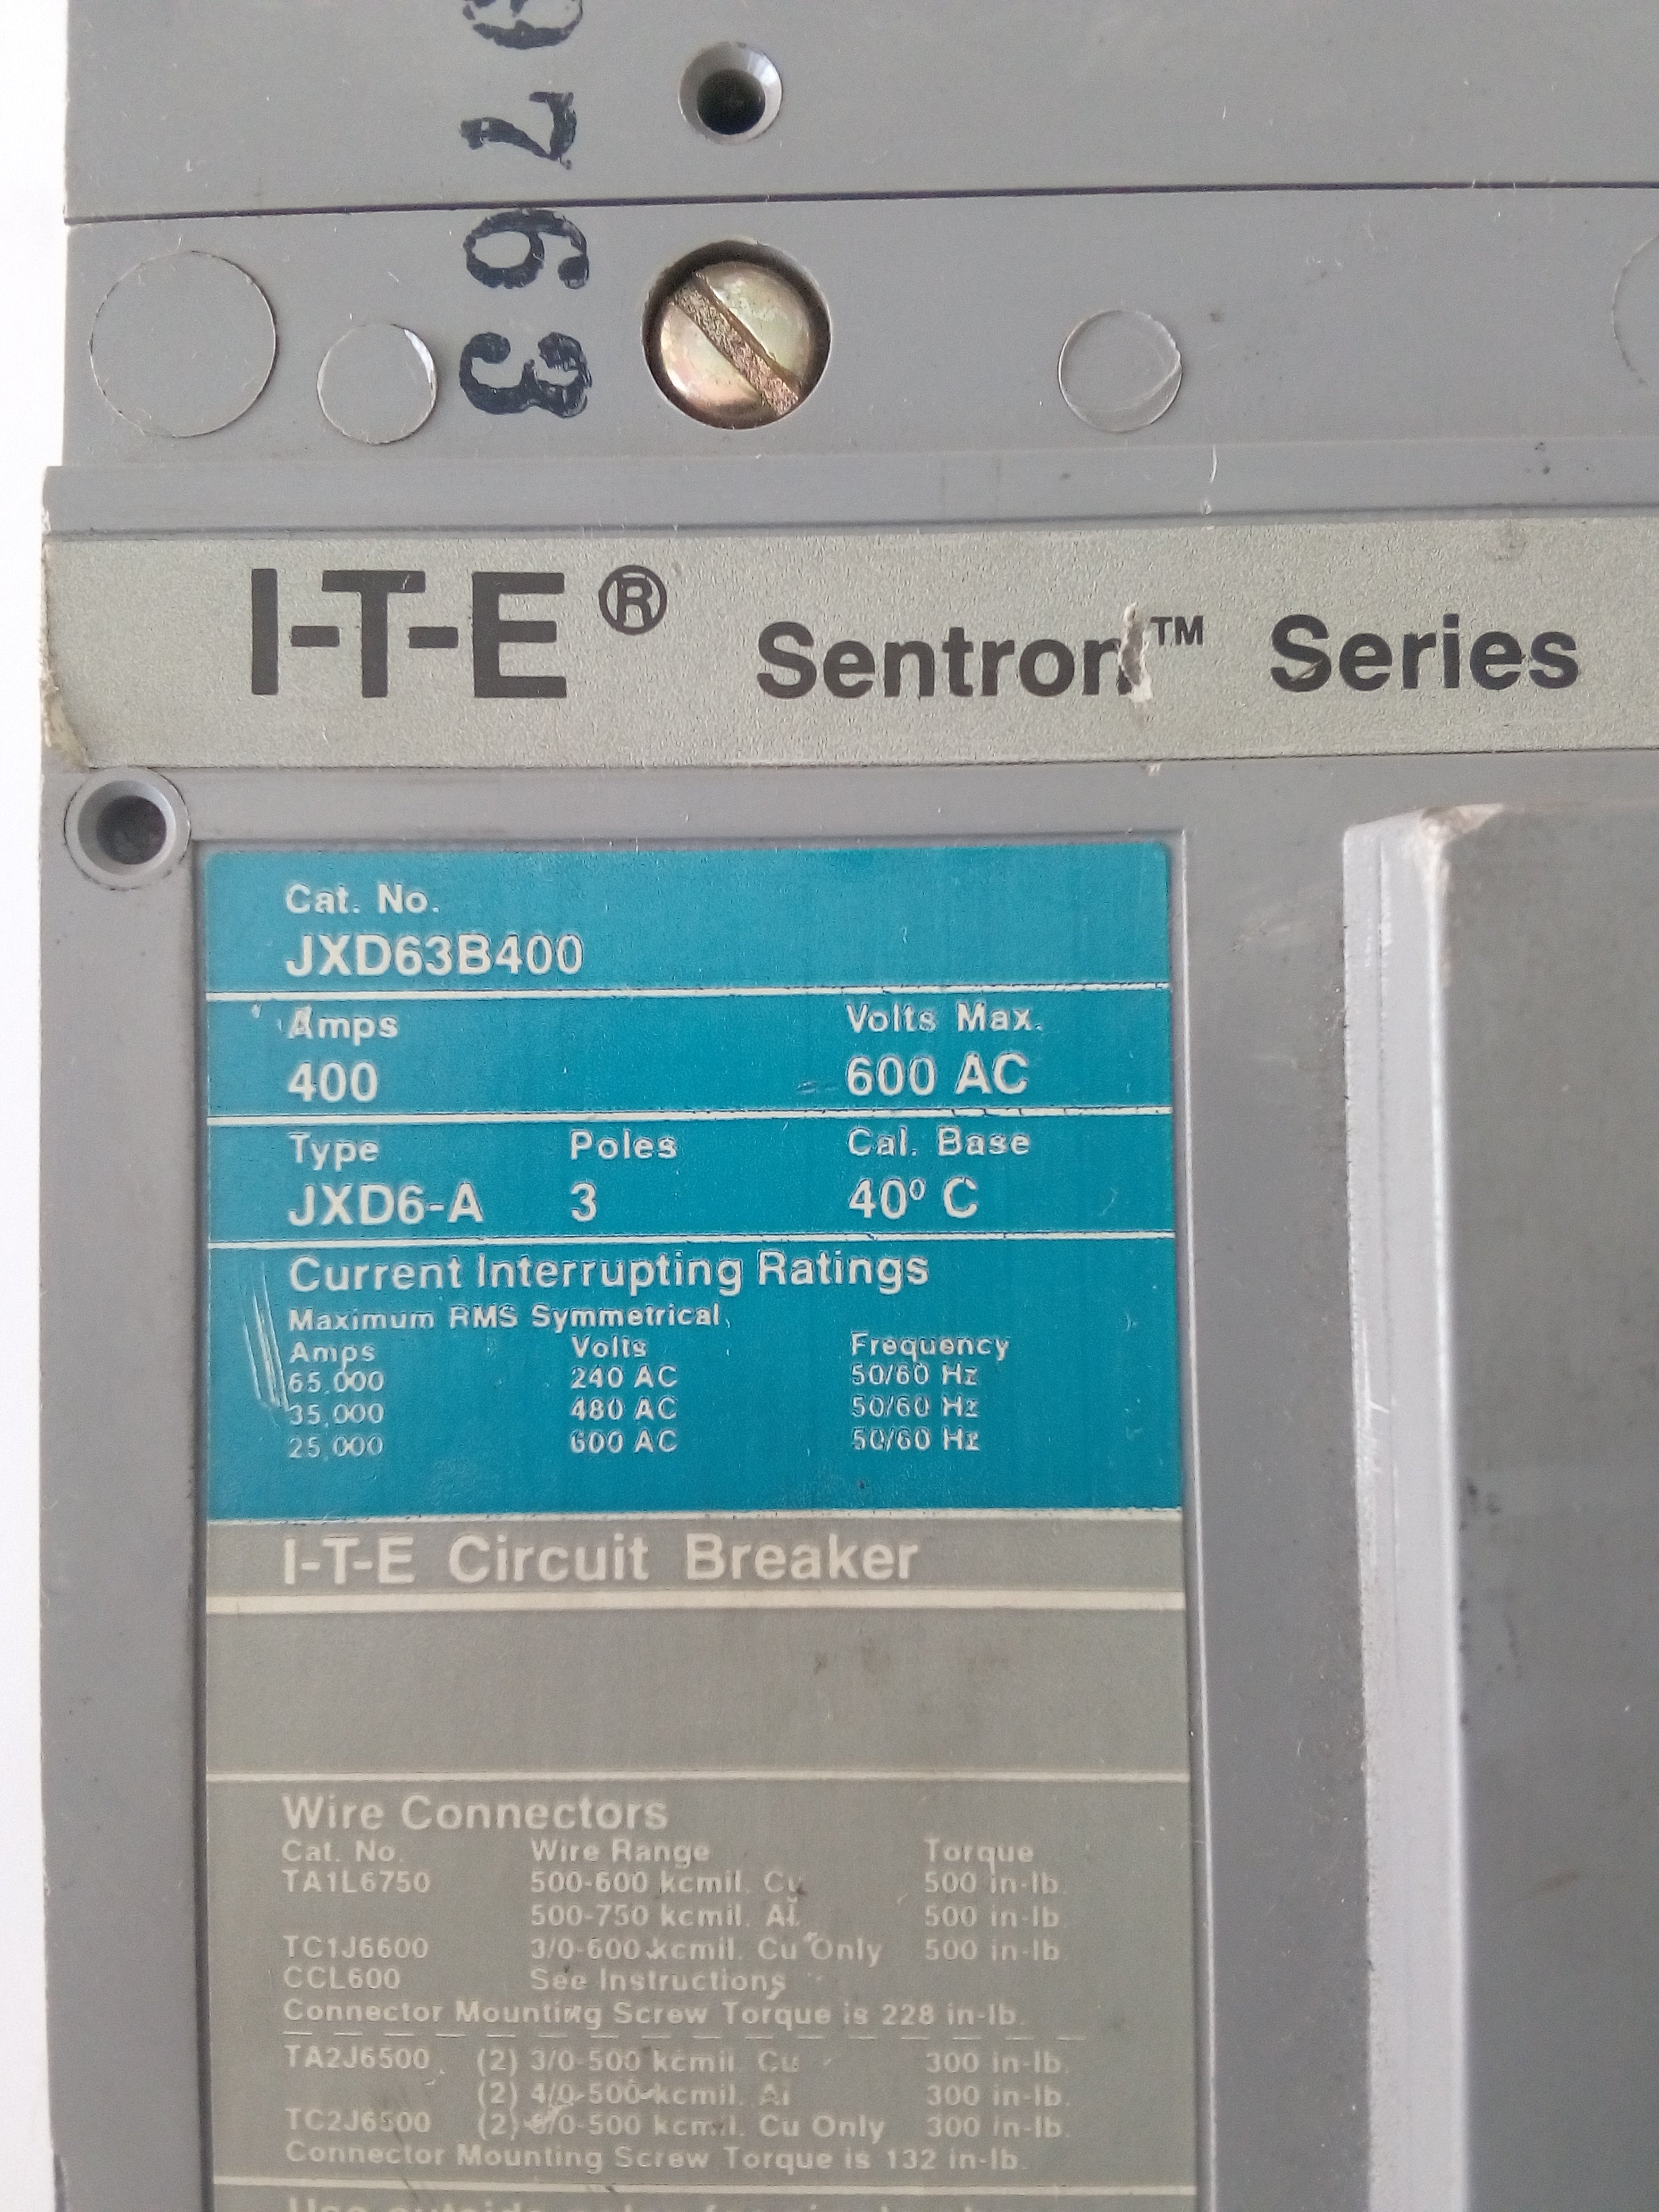 763
I-T-E® Sentron™ Series
Cat. No.
JXD63B400
Amps Volts Max.
400 600 AC
Type Poles Cal. Base
JXD6-A 3 40° C
Current Interrupting Ratings
Maximum RMS Symmetrical
Amps Volts Frequency
65,000 240 AC 50/60 Hz
35,000 480 AC 50/60 Hz
25,000 600 AC 50/60 Hz
I-T-E Circuit Breaker
Wire Connectors
Cat. No. Wire Range Torque
TA1L6750 500-600 kcmil. Cu 500 in-lb.
500-750 kcmil. Al. 500 in-lb.
TC1J6600 3/0-600 kcmil. Cu Only 500 in-lb.
CCL600 See Instructions
Connector Mounting Screw Torque is 228 in-lb.
TA2J6500 (2) 3/0-500 kcmil. Cu 300 in-lb.
(2) 4/0-500 kcmil. Al 300 in-lb.
TC2J6500 (2) 3/0-500 kcmil. Cu Only 300 in-lb.
Connector Mounting Screw Torque is 132 in-lb.